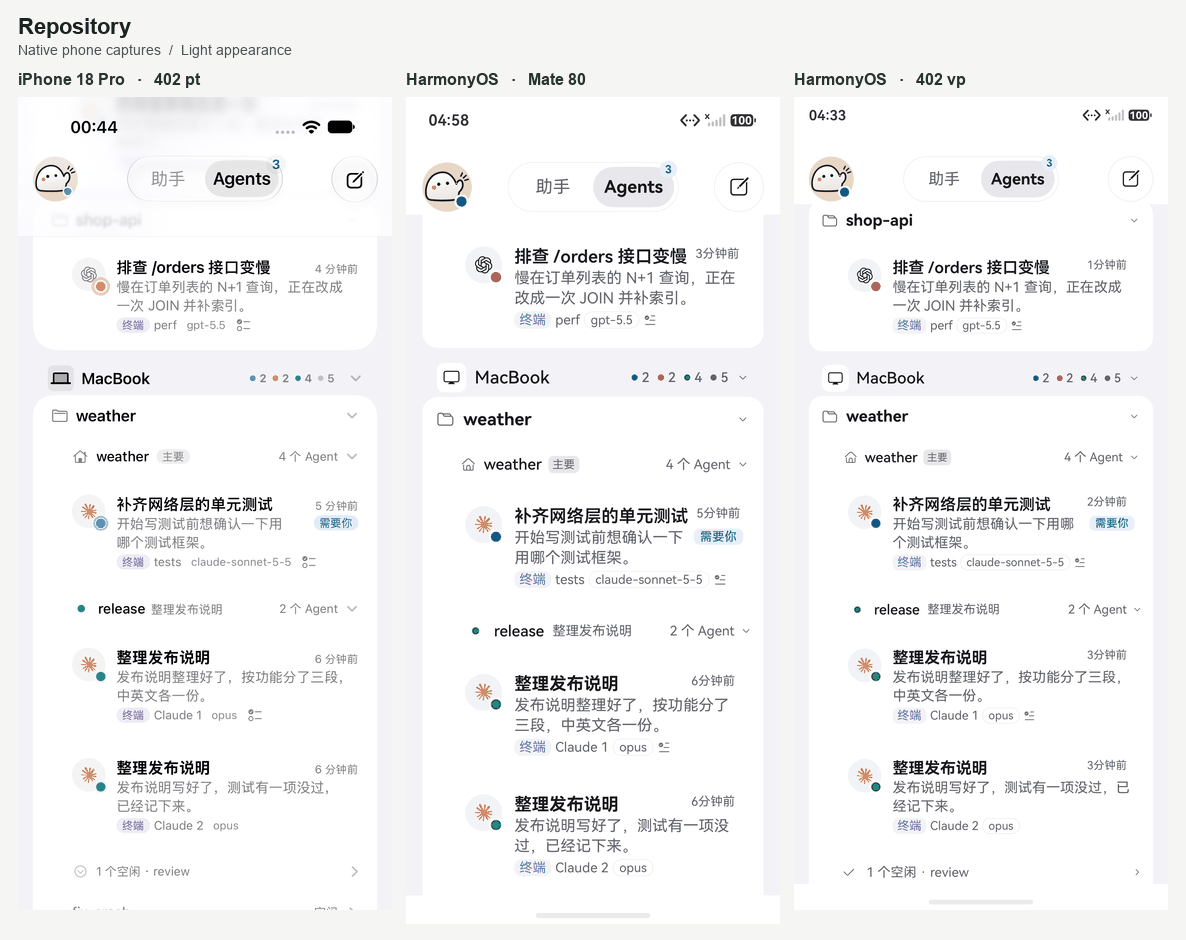 Repository
Native phone captures / Light appearance
iPhone 18 Pro · 402 pt
00:44
助手
Agents
3
shop-api
排查 /orders 接口变慢
4 分钟前
慢在订单列表的 N+1 查询，正在改成
一次 JOIN 并补索引。
终端 perf gpt-5.5
MacBook
2 2 4 5
weather
weather 主要
4 个 Agent
补齐网络层的单元测试
5 分钟前
开始写测试前想确认一下用
需要你
哪个测试框架。
终端 tests claude-sonnet-5-5
release 整理发布说明
2 个 Agent
整理发布说明
6 分钟前
发布说明整理好了，按功能分了三段，
中英文各一份。
终端 Claude 1 opus
整理发布说明
6 分钟前
发布说明写好了，测试有一项没过，
已经记下来。
终端 Claude 2 opus
1 个空闲 · review
HarmonyOS · Mate 80
04:58
100
助手
Agents
3
排查 /orders 接口变慢
3分钟前
慢在订单列表的 N+1 查询，正在
改成一次 JOIN 并补索引。
终端 perf gpt-5.5
MacBook
2 2 4 5
weather
weather 主要
4 个 Agent
补齐网络层的单元测试
5分钟前
开始写测试前想确认一下
需要你
用哪个测试框架。
终端 tests claude-sonnet-5-5
release 整理发布说明
2 个 Agent
整理发布说明
6分钟前
发布说明整理好了，按功能分了
三段，中英文各一份。
终端 Claude 1 opus
整理发布说明
6分钟前
发布说明写好了，测试有一项没
过，已经记下来。
终端 Claude 2 opus
HarmonyOS · 402 vp
04:33
100
助手
Agents
3
shop-api
排查 /orders 接口变慢
1分钟前
慢在订单列表的 N+1 查询，正在改成
一次 JOIN 并补索引。
终端 perf gpt-5.5
MacBook
2 2 4 5
weather
weather 主要
4 个 Agent
补齐网络层的单元测试
2分钟前
开始写测试前想确认一下用哪
需要你
个测试框架。
终端 tests claude-sonnet-5-5
release 整理发布说明
2 个 Agent
整理发布说明
3分钟前
发布说明整理好了，按功能分了三段，
中英文各一份。
终端 Claude 1 opus
整理发布说明
3分钟前
发布说明写好了，测试有一项没过，已
经记下来。
终端 Claude 2 opus
1 个空闲 · review